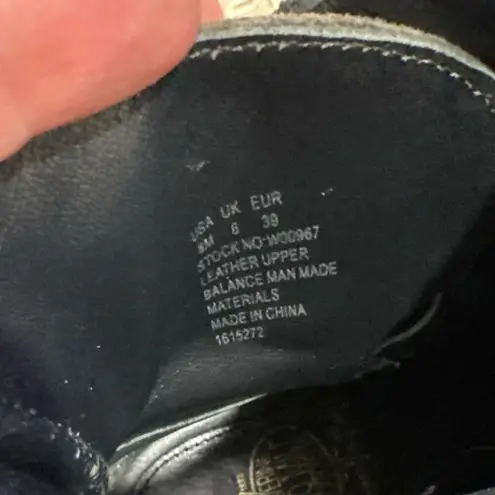 USA UK EUR
8M 6 39
STOCK NO:W00967
LEATHER UPPER
BALANCE MAN MADE
MATERIALS
MADE IN CHINA
1615272